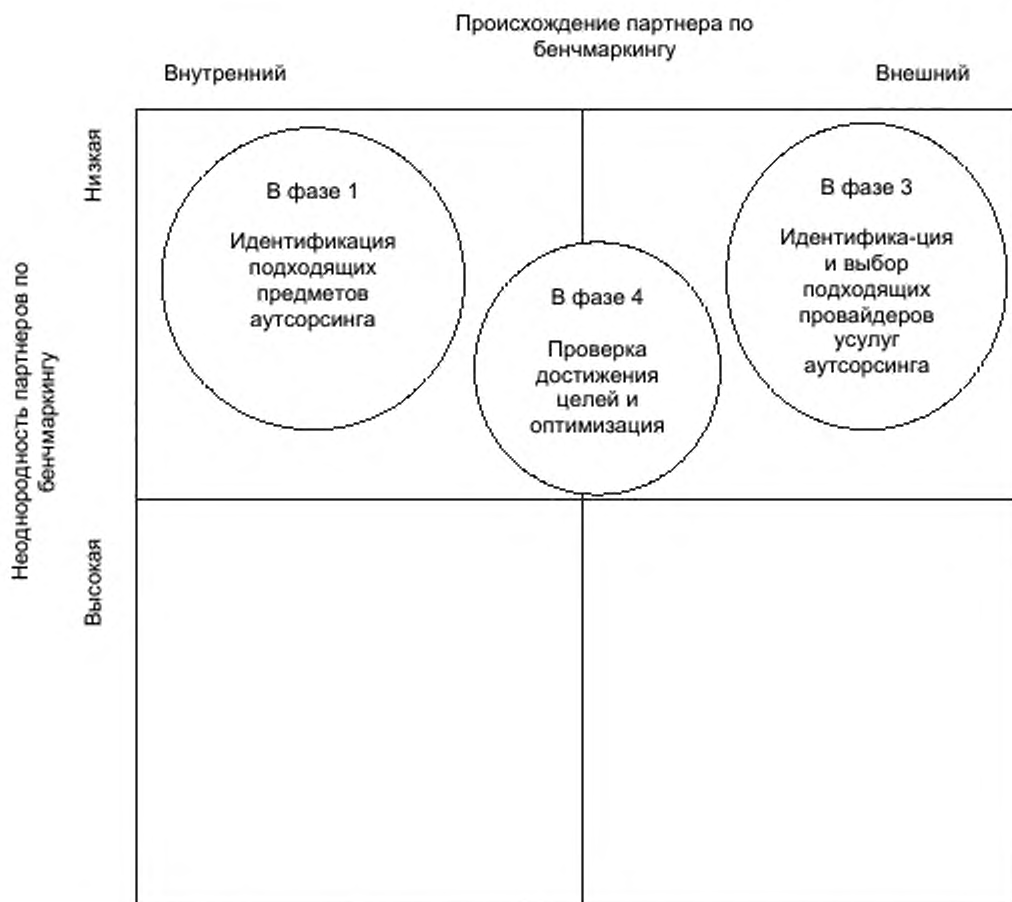 Происхождение партнера по
бенчмаркингу
Внутренний
Внешний
Низкая
Неоднородность партнеров по
бенчмаркингу
Высокая
В фазе 1
Идентификация
подходящих
предметов
аутсорсинга
В фазе 4
Проверка
достижения
целей и
оптимизация
В фазе 3
Идентифика-ция
и выбор
подходящих
провайдеров
усулуг
аутсорсинга